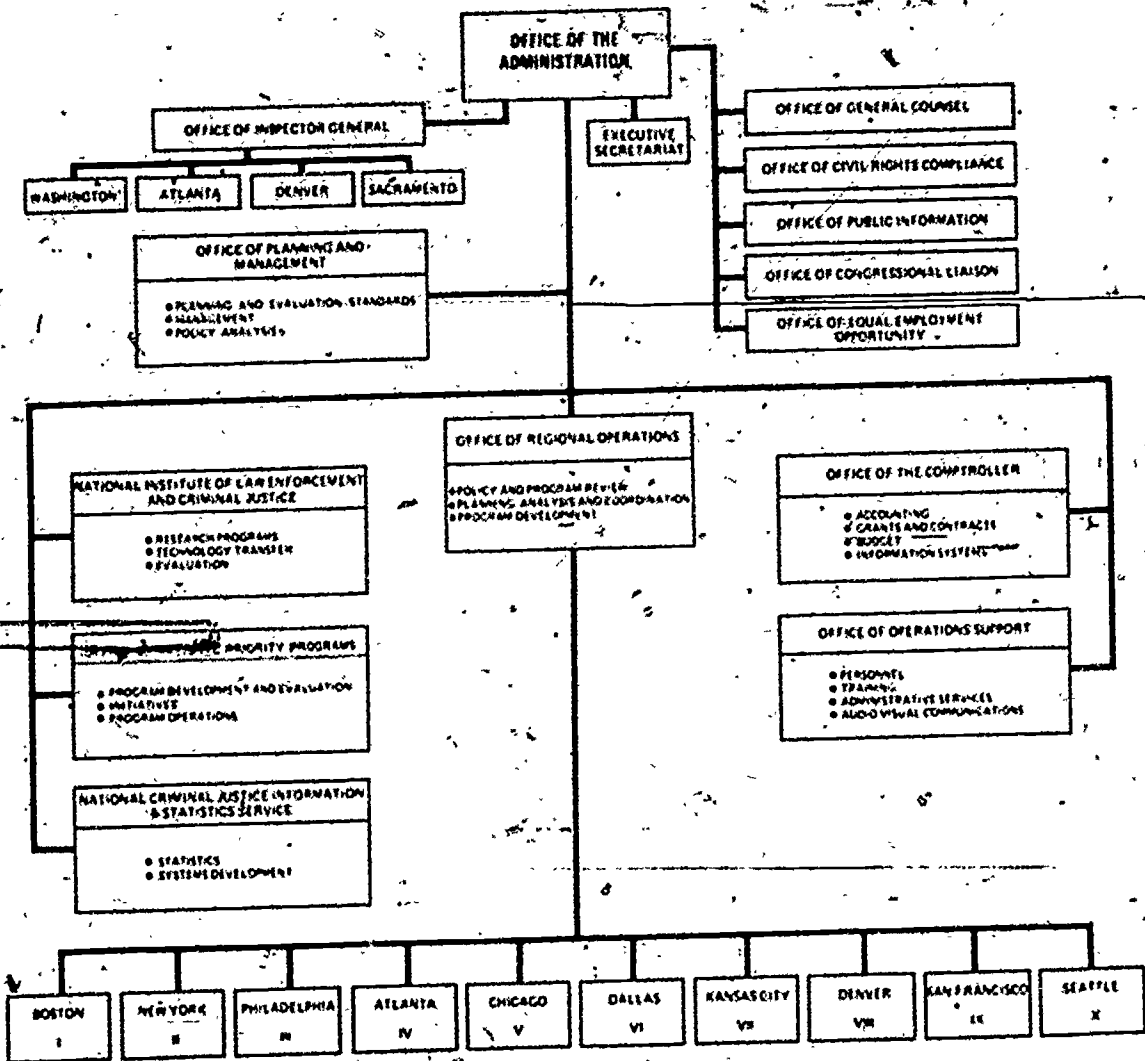 OFFICE OF THE
ADMINISTRATION
OFFICE OF INSPECTOR GENERAL
WASHINGTON
ATLANTA
DENVER
SACRAMENTO
EXECUTIVE
SECRETARIAT
OFFICE OF GENERAL COUNSEL
OFFICE OF CIVIL RIGHTS COMPLIANCE
OFFICE OF PUBLIC INFORMATION
OFFICE OF CONGRESSIONAL LIAISON
OFFICE OF EQUAL EMPLOYMENT
OPPORTUNITY
OFFICE OF PLANNING AND
MANAGEMENT
● PLANNING AND EVALUATION STANDARDS
● MANAGEMENT
● POLICY ANALYSIS
OFFICE OF REGIONAL OPERATIONS
● POLICY AND PROGRAM REVIEW
● PLANNING ANALYSIS AND COORDINATION
● PROGRAM DEVELOPMENT
NATIONAL INSTITUTE OF LAW ENFORCEMENT
AND CRIMINAL JUSTICE
● RESEARCH PROGRAMS
● TECHNOLOGY TRANSFER
● EVALUATION
PRIORITY PROGRAMS
● PROGRAM DEVELOPMENT AND EVALUATION
● INITIATIVES
● PROGRAM OPERATIONS
NATIONAL CRIMINAL JUSTICE INFORMATION
& STATISTICS SERVICE
● STATISTICS
● SYSTEMS DEVELOPMENT
OFFICE OF THE COMPTROLLER
● ACCOUNTING
● GRANTS AND CONTRACTS
● BUDGET
● INFORMATION SYSTEMS
OFFICE OF OPERATIONS SUPPORT
● PERSONNEL
● TRAINING
● ADMINISTRATIVE SERVICES
● AUDIO VISUAL COMMUNICATIONS
BOSTON
I
NEW YORK
II
PHILADELPHIA
III
ATLANTA
IV
CHICAGO
V
DALLAS
VI
KANSAS CITY
VII
DENVER
VIII
SAN FRANCISCO
IX
SEATTLE
X